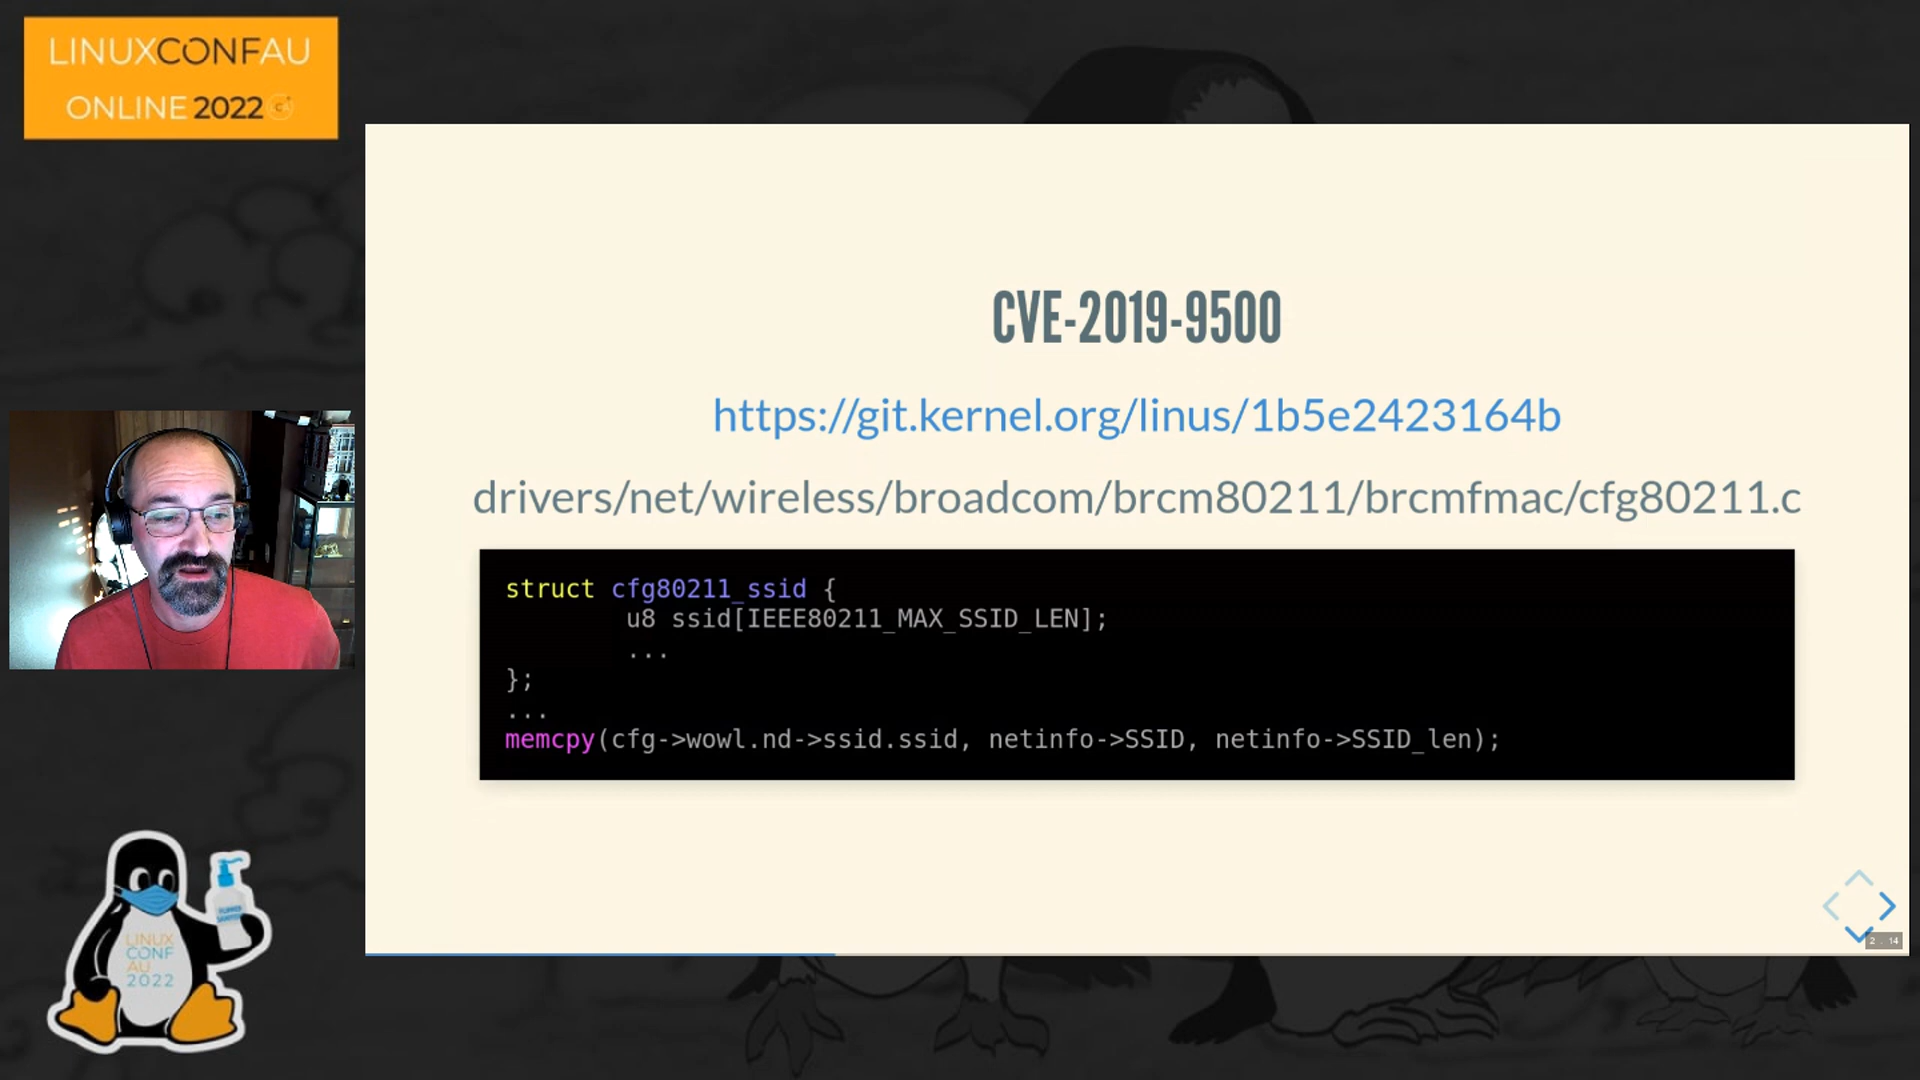 LINUXCONFAU
ONLINE 2022
CVE-2019-9500
https://git.kernel.org/linus/1b5e2423164b
drivers/net/wireless/broadcom/brcm80211/brcmfmac/cfg80211.c
struct cfg80211_ssid {
u8 ssid[IEEE80211_MAX_SSID_LEN];
...
};
...
memcpy(cfg->wowl.nd->ssid.ssid, netinfo->SSID, netinfo->SSID_len);
LINUX
CONF
AU
2022
2 . 14